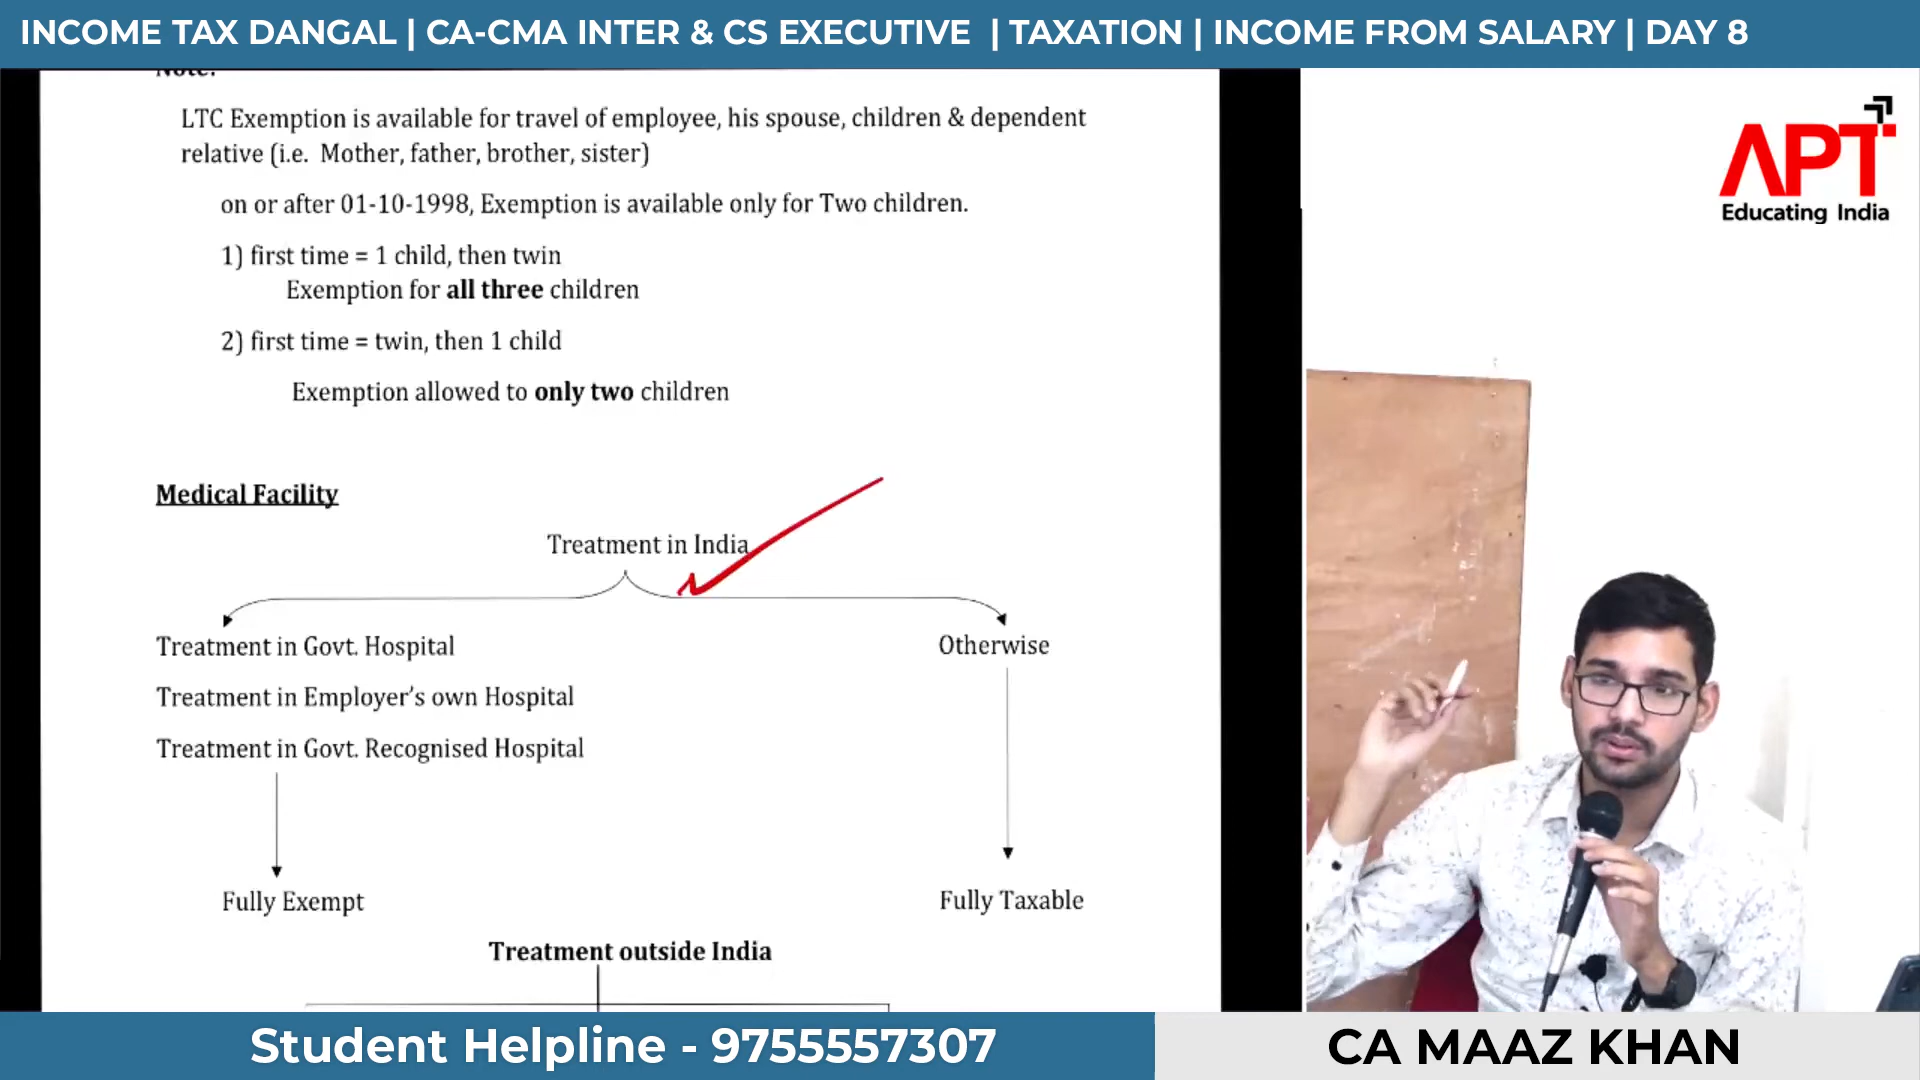 INCOME TAX DANGAL | CA-CMA INTER & CS EXECUTIVE | TAXATION | INCOME FROM SALARY | DAY 8
Note:
LTC Exemption is available for travel of employee, his spouse, children & dependent
relative (i.e. Mother, father, brother, sister)
on or after 01-10-1998, Exemption is available only for Two children.
1) first time = 1 child, then twin
Exemption for all three children
2) first time = twin, then 1 child
Exemption allowed to only two children
Medical Facility
Treatment in India
Treatment in Govt. Hospital
Otherwise
Treatment in Employer's own Hospital
Treatment in Govt. Recognised Hospital
Fully Exempt
Fully Taxable
Treatment outside India
APT
Educating India
Student Helpline - 9755557307
CA MAAZ KHAN